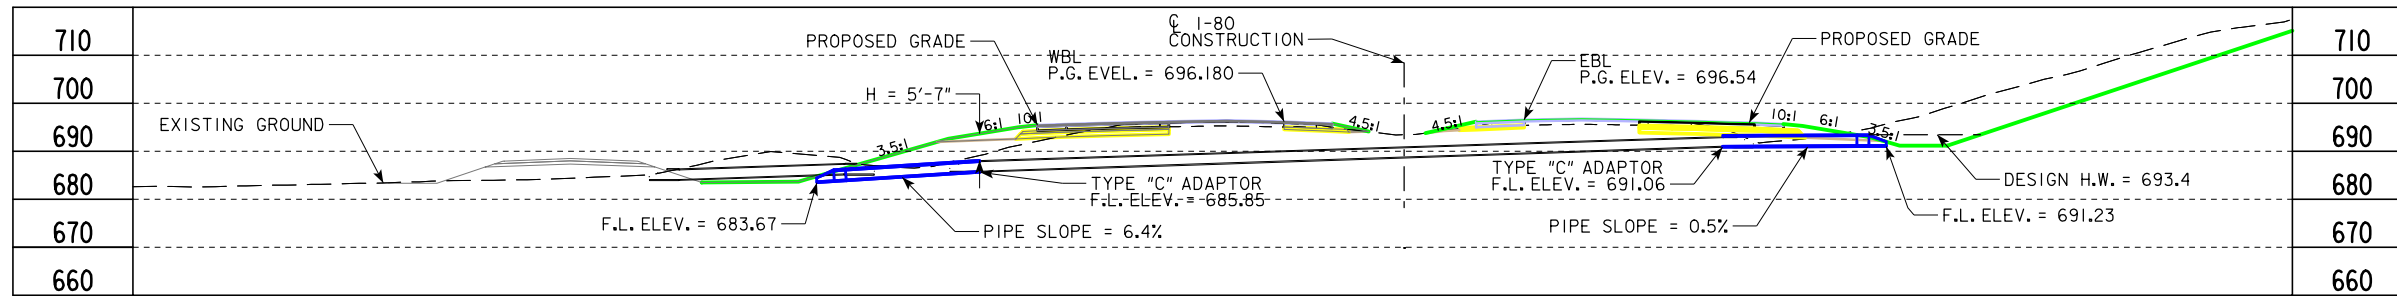 710
700
690
680
670
660
EXISTING GROUND
F.L. ELEV. = 683.67
3.5:1
H = 5'-7"
6:1
10:1
PROPOSED GRADE
WBL
P.G. EVEL. = 696.180
PIPE SLOPE = 6.4%
TYPE "C" ADAPTOR
F.L. ELEV. = 685.85
℄ I-80
CONSTRUCTION
4.5:1
4.5:1
EBL
P.G. ELEV. = 696.54
PROPOSED GRADE
10:1
6:1
3.5:1
TYPE "C" ADAPTOR
F.L. ELEV. = 691.06
PIPE SLOPE = 0.5%
DESIGN H.W. = 693.4
F.L. ELEV. = 691.23
710
700
690
680
670
660